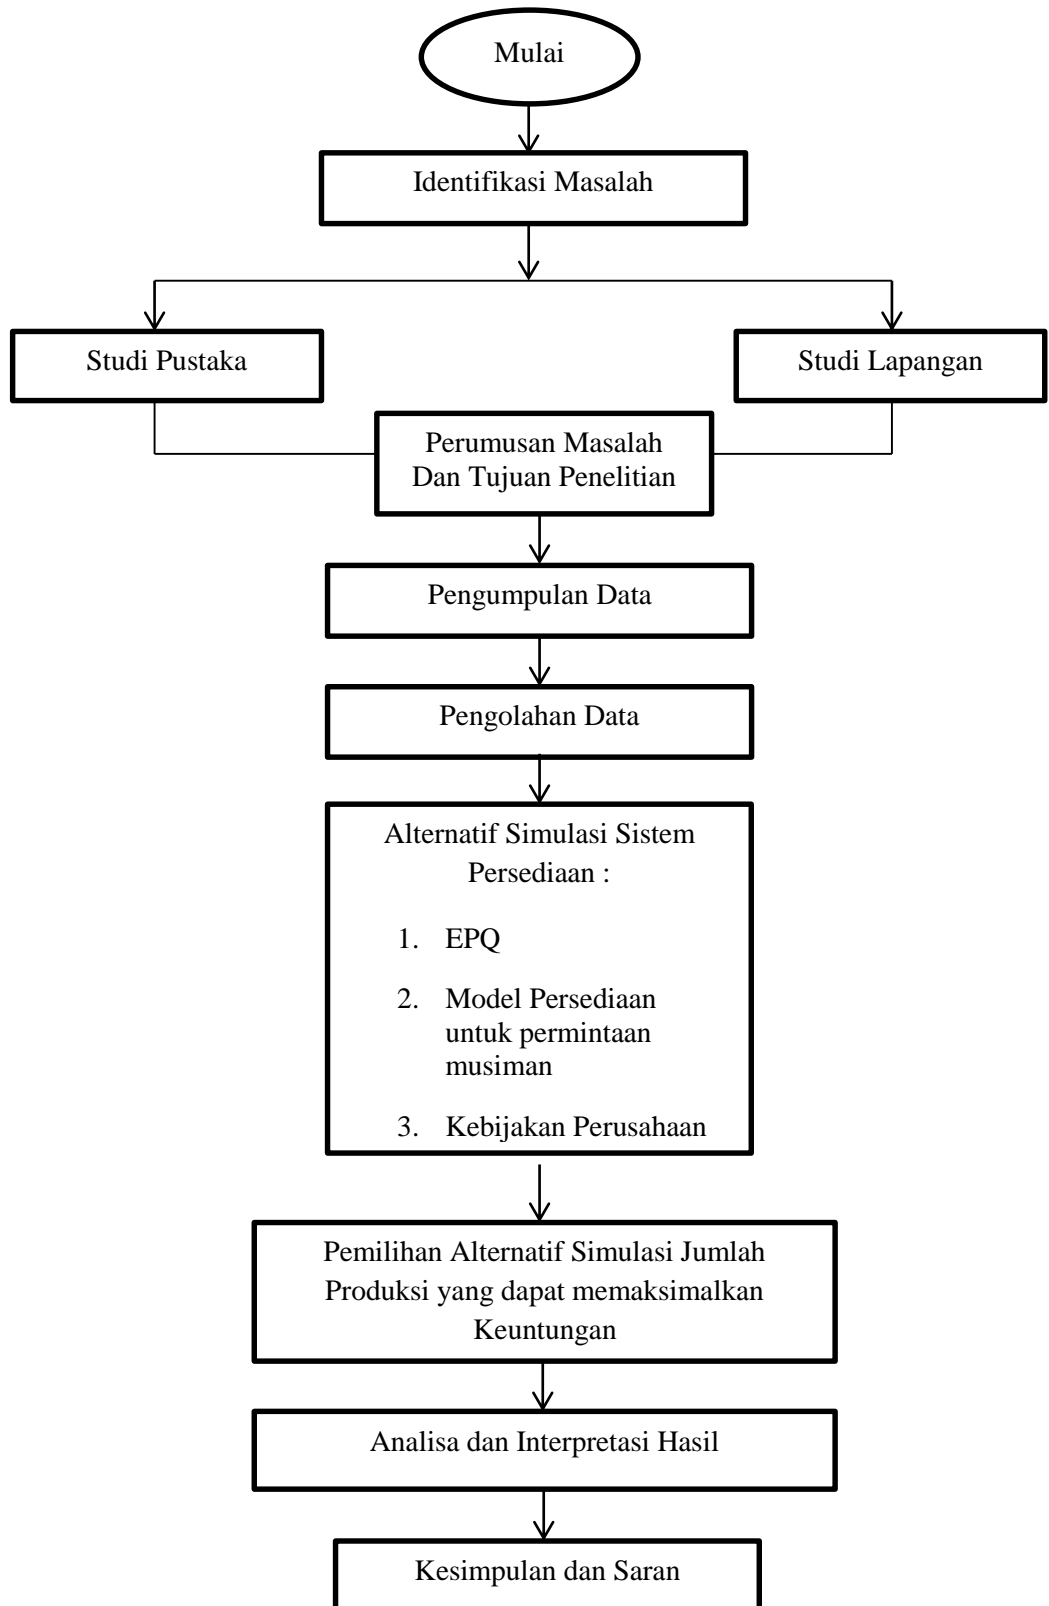 Mulai
Identifikasi Masalah
Studi Pustaka
Studi Lapangan
Perumusan Masalah
Dan Tujuan Penelitian
Pengumpulan Data
Pengolahan Data
Alternatif Simulasi Sistem
Persediaan :
1. EPQ
2. Model Persediaan
untuk permintaan
musiman
3. Kebijakan Perusahaan
Pemilihan Alternatif Simulasi Jumlah
Produksi yang dapat memaksimalkan
Keuntungan
Analisa dan Interpretasi Hasil
Kesimpulan dan Saran